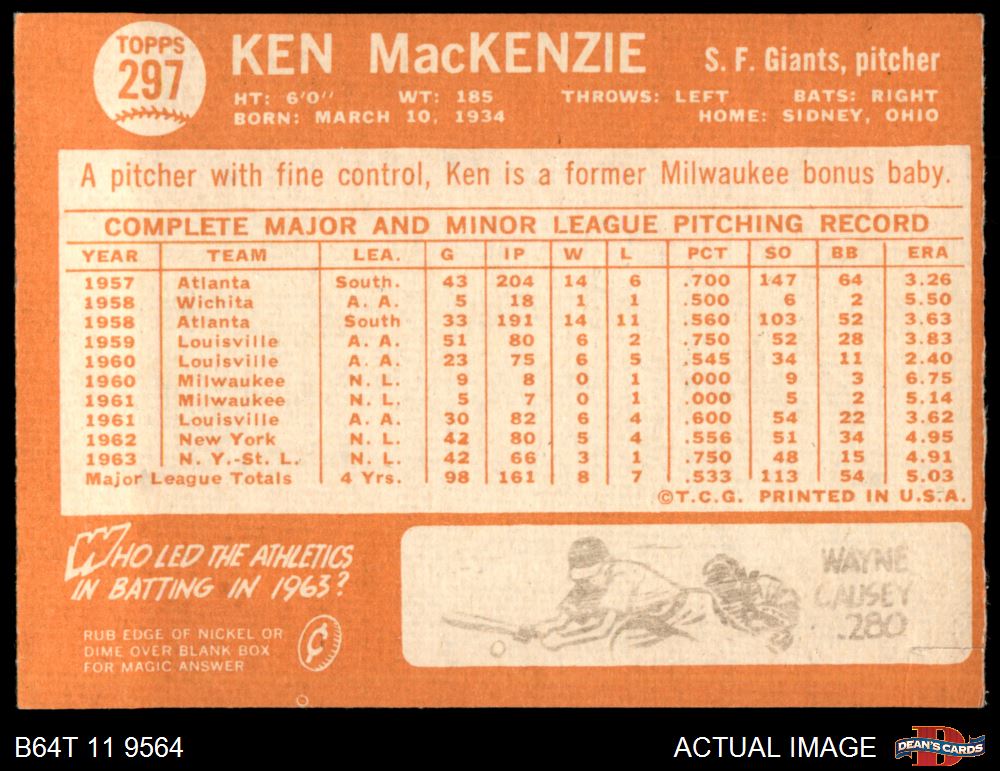 TOPPS
297
KEN MacKENZIE
S. F. Giants, pitcher
HT: 6'0" WT: 185 THROWS: LEFT BATS: RIGHT
BORN: MARCH 10, 1934 HOME: SIDNEY, OHIO
A pitcher with fine control, Ken is a former Milwaukee bonus baby.
COMPLETE MAJOR AND MINOR LEAGUE PITCHING RECORD
YEAR TEAM LEA. G IP W L PCT SO BB ERA
1957 Atlanta South. 43 204 14 6 .700 147 64 3.26
1958 Wichita A. A. 5 18 1 1 .500 6 2 5.50
1958 Atlanta South 33 191 14 11 .560 103 52 3.63
1959 Louisville A. A. 51 80 6 2 .750 52 28 3.83
1960 Louisville A. A. 23 75 6 5 .545 34 11 2.40
1960 Milwaukee N. L. 9 8 0 1 .000 9 3 6.75
1961 Milwaukee N. L. 5 7 0 1 .000 5 2 5.14
1961 Louisville A. A. 30 82 6 4 .600 54 22 3.62
1962 New York N. L. 42 80 5 4 .556 51 34 4.95
1963 N. Y.-St. L. N. L. 42 66 3 1 .750 48 15 4.91
Major League Totals 4 Yrs. 98 161 8 7 .533 113 54 5.03
©T.C.G. PRINTED IN U.S.A.
WHO LED THE ATHLETICS
IN BATTING IN 1963?
RUB EDGE OF NICKEL OR
DIME OVER BLANK BOX
FOR MAGIC ANSWER
¢
WAYNE
CAUSEY
.280
B64T 11 9564
ACTUAL IMAGE
DEAN'S CARDS